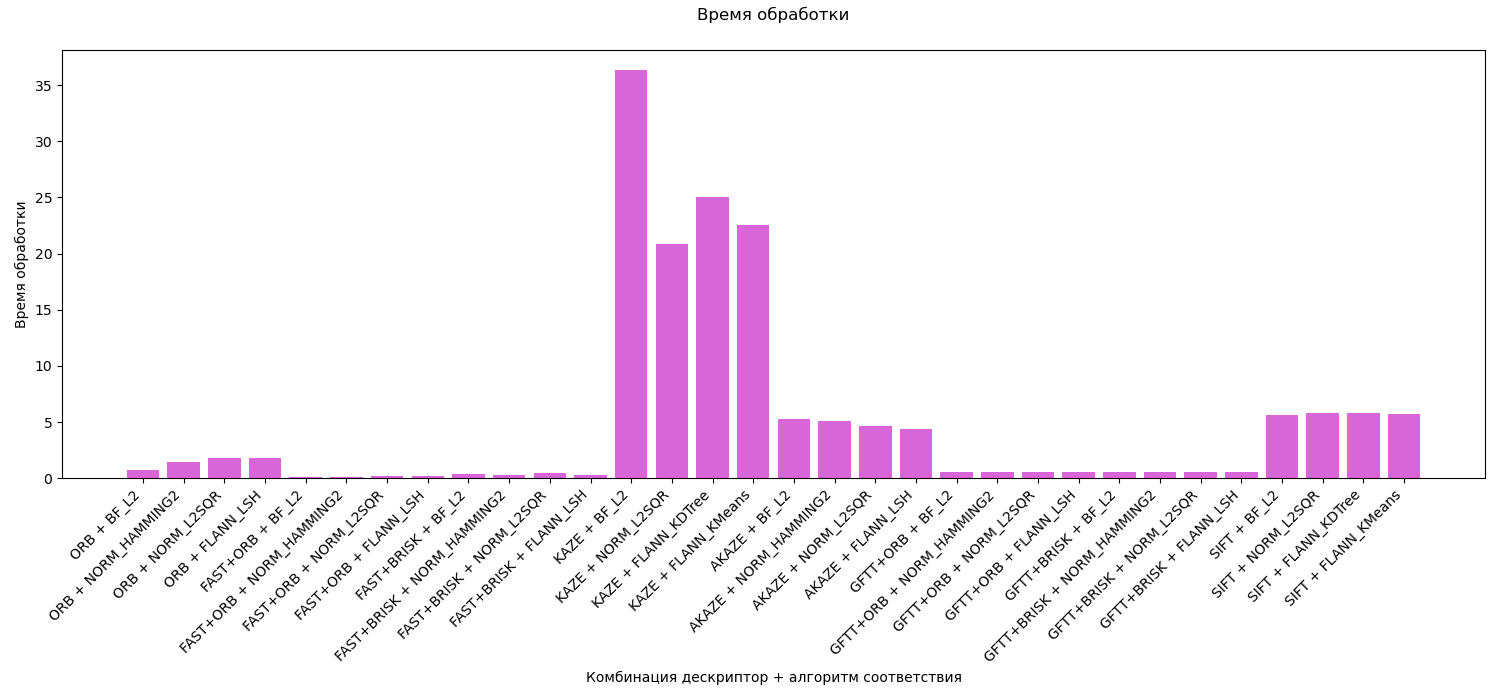 Время обработки
Время обработки
35
30
25
20
15
10
5
0
ORB + BF_L2
ORB + NORM_HAMMING2
ORB + NORM_L2SQR
ORB + FLANN_LSH
FAST+ORB + BF_L2
FAST+ORB + NORM_HAMMING2
FAST+ORB + NORM_L2SQR
FAST+ORB + FLANN_LSH
FAST+BRISK + BF_L2
FAST+BRISK + NORM_HAMMING2
FAST+BRISK + NORM_L2SQR
FAST+BRISK + FLANN_LSH
KAZE + BF_L2
KAZE + NORM_L2SQR
KAZE + FLANN_KDTree
KAZE + FLANN_KMeans
AKAZE + BF_L2
AKAZE + NORM_HAMMING2
AKAZE + NORM_L2SQR
AKAZE + FLANN_LSH
GFTT+ORB + BF_L2
GFTT+ORB + NORM_HAMMING2
GFTT+ORB + NORM_L2SQR
GFTT+ORB + FLANN_LSH
GFTT+BRISK + BF_L2
GFTT+BRISK + NORM_HAMMING2
GFTT+BRISK + NORM_L2SQR
GFTT+BRISK + FLANN_LSH
SIFT + BF_L2
SIFT + NORM_L2SQR
SIFT + FLANN_KDTree
SIFT + FLANN_KMeans
Комбинация дескриптор + алгоритм соответствия